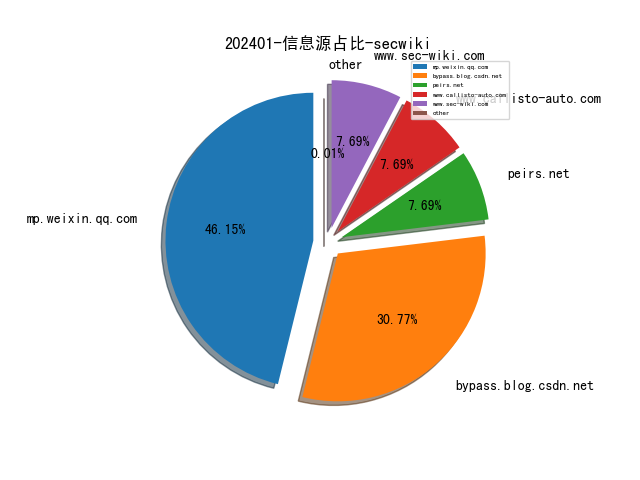 202401-信息源占比-secwiki
www.sec-wiki.com
other
mp.weixin.qq.com
bypass.blog.csdn.net
peirs.net
www.callisto-auto.com
www.sec-wiki.com
other
www.callisto-auto.com
7.69%
0.01%
7.69%
peirs.net
7.69%
mp.weixin.qq.com
46.15%
30.77%
bypass.blog.csdn.net